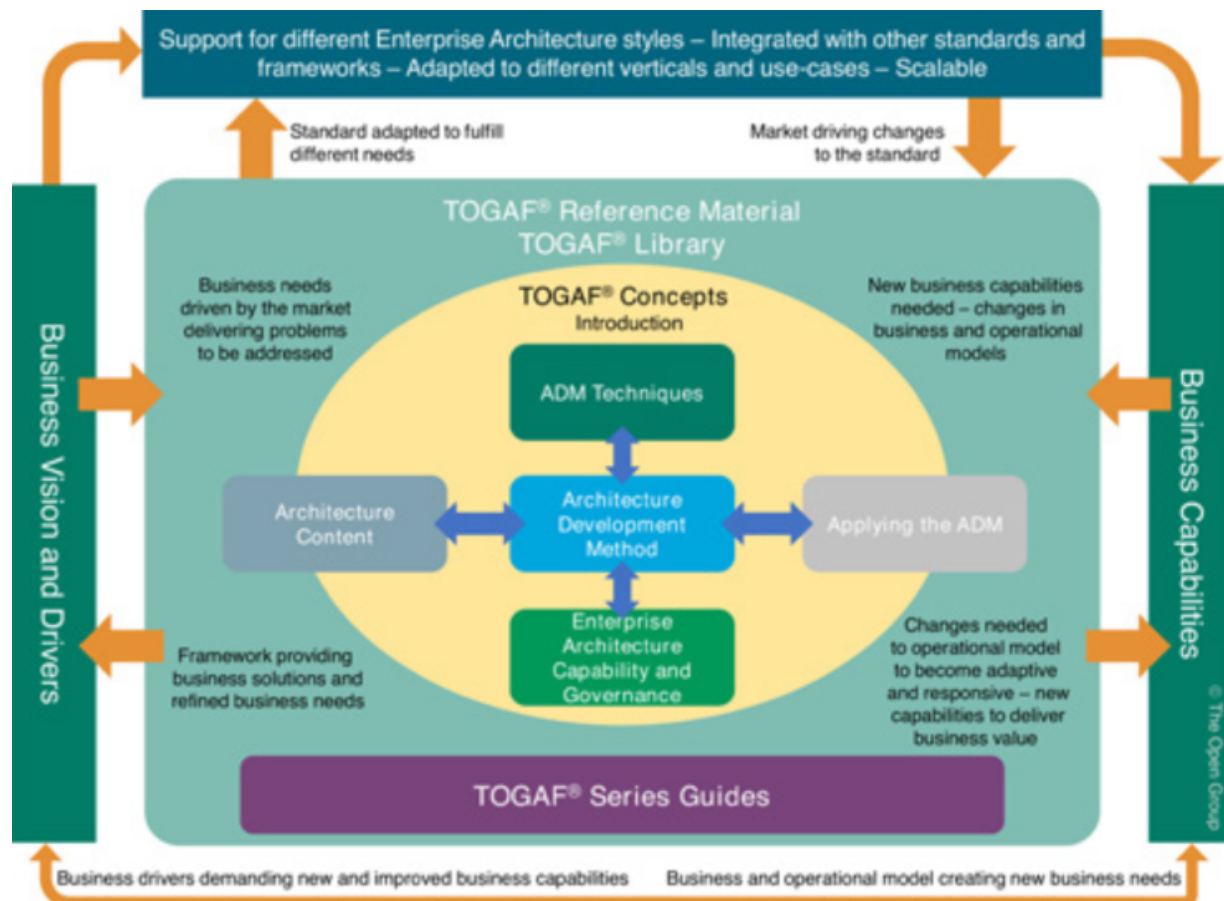 Support for different Enterprise Architecture styles – Integrated with other standards and
frameworks – Adapted to different verticals and use-cases – Scalable
Standard adapted to fulfill
different needs
Market driving changes
to the standard
TOGAF® Reference Material
TOGAF® Library
Business Vision and Drivers
Business needs
driven by the market
delivering problems
to be addressed
TOGAF® Concepts
Introduction
New business capabilities
needed – changes in
business and operational
models
Business Capabilities
ADM Techniques
Architecture
Content
Architecture
Development
Method
Applying the ADM
Enterprise
Architecture
Capability and
Governance
Framework providing
business solutions and
refined business needs
Changes needed
to operational model
to become adaptive
and responsive – new
capabilities to deliver
business value
© The Open Group
TOGAF® Series Guides
Business drivers demanding new and improved business capabilities
Business and operational model creating new business needs